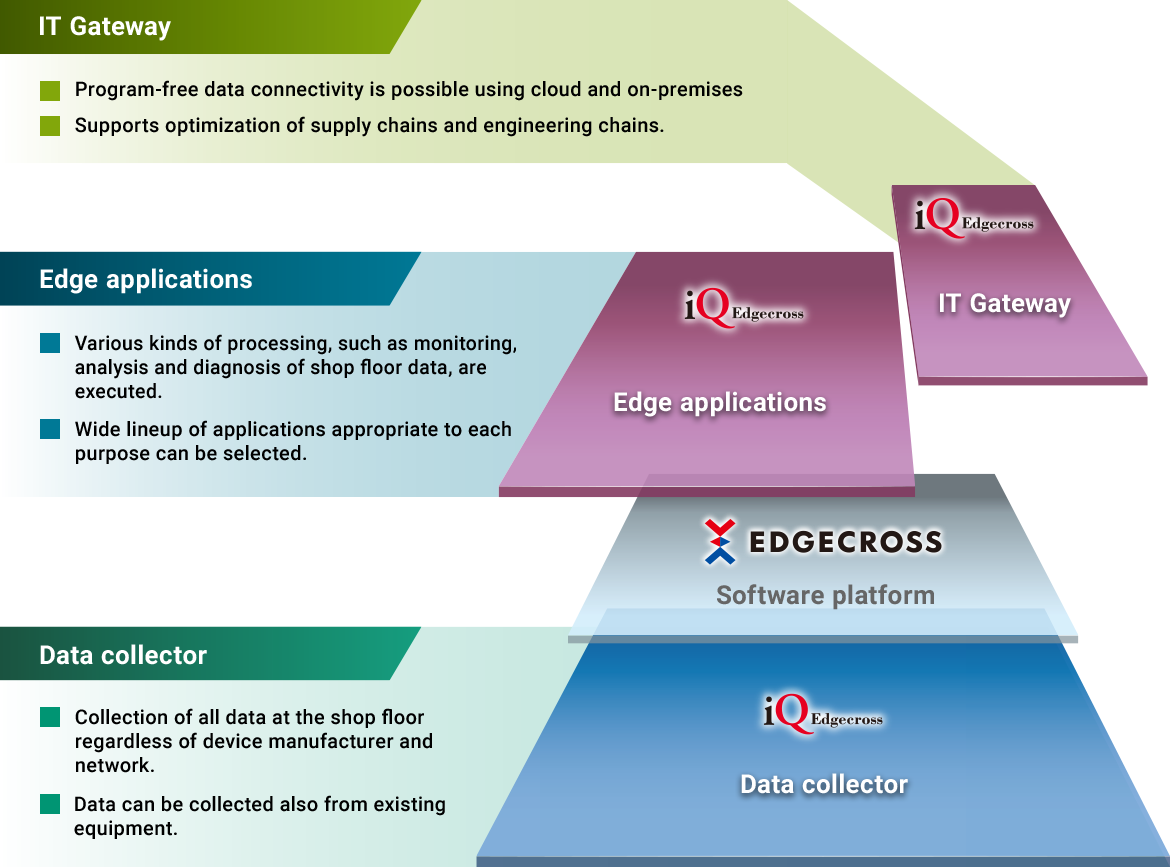 IT Gateway
Program-free data connectivity is possible using cloud and on-premises
Supports optimization of supply chains and engineering chains.
iQ Edgecross
IT Gateway
Edge applications
Various kinds of processing, such as monitoring,
analysis and diagnosis of shop floor data, are
executed.
Wide lineup of applications appropriate to each
purpose can be selected.
iQ Edgecross
Edge applications
EDGECROSS
Software platform
Data collector
Collection of all data at the shop floor
regardless of device manufacturer and
network.
Data can be collected also from existing
equipment.
iQ Edgecross
Data collector